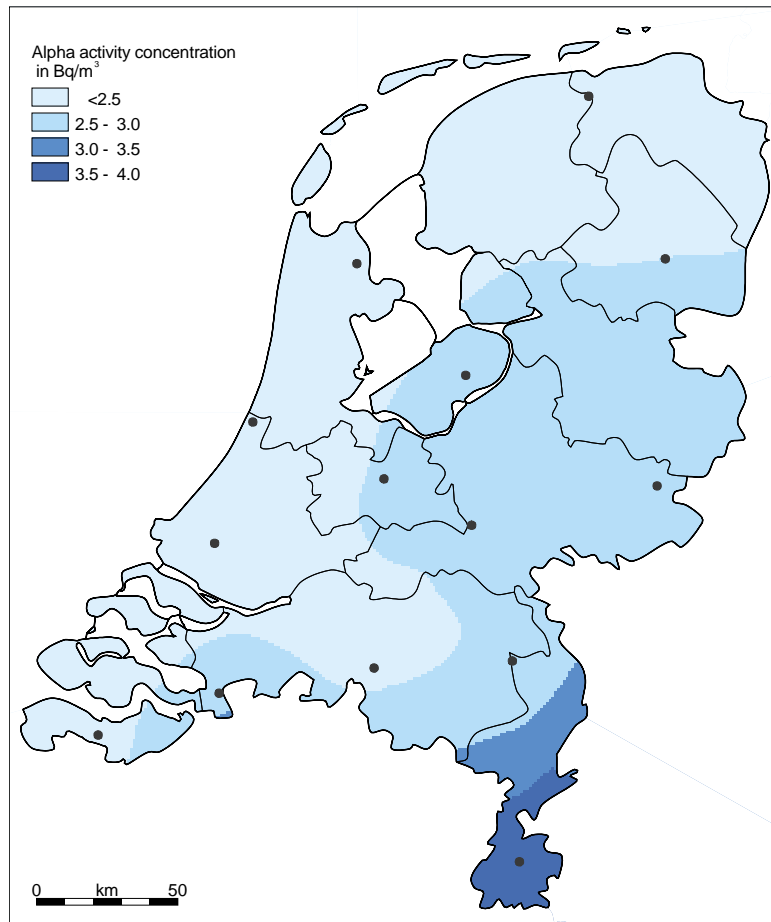 Alpha activity concentration
in Bq/m³
<2.5
2.5 - 3.0
3.0 - 3.5
3.5 - 4.0
0 km 50